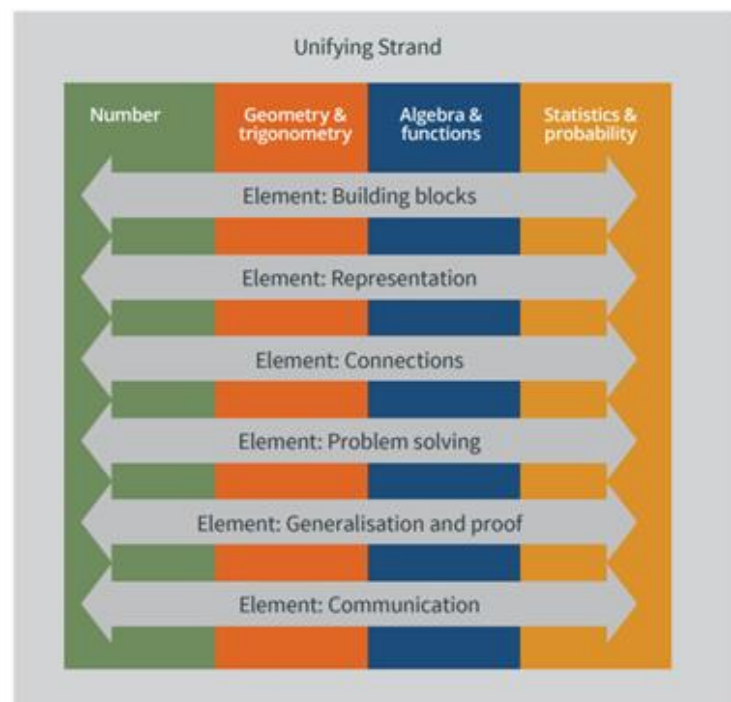 Unifying Strand
Number
Geometry &
trigonometry
Algebra &
functions
Statistics &
probability
Element: Building blocks
Element: Representation
Element: Connections
Element: Problem solving
Element: Generalisation and proof
Element: Communication